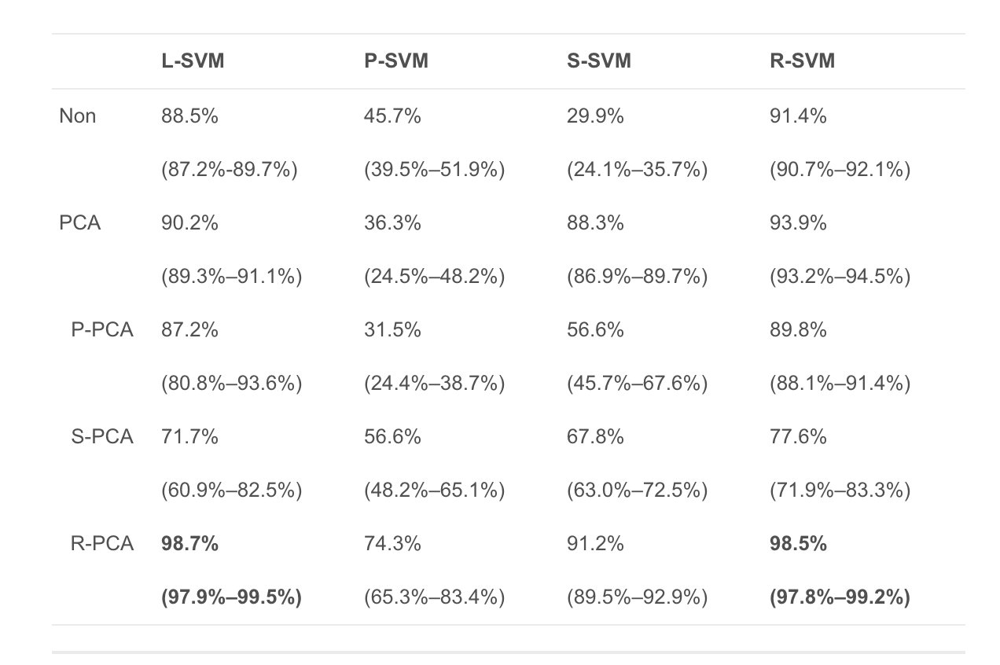 L-SVM P-SVM S-SVM R-SVM
Non 88.5% 45.7% 29.9% 91.4%
(87.2%-89.7%) (39.5%–51.9%) (24.1%–35.7%) (90.7%–92.1%)
PCA 90.2% 36.3% 88.3% 93.9%
(89.3%–91.1%) (24.5%–48.2%) (86.9%–89.7%) (93.2%–94.5%)
P-PCA 87.2% 31.5% 56.6% 89.8%
(80.8%–93.6%) (24.4%–38.7%) (45.7%–67.6%) (88.1%–91.4%)
S-PCA 71.7% 56.6% 67.8% 77.6%
(60.9%–82.5%) (48.2%–65.1%) (63.0%–72.5%) (71.9%–83.3%)
R-PCA 98.7% 74.3% 91.2% 98.5%
(97.9%–99.5%) (65.3%–83.4%) (89.5%–92.9%) (97.8%–99.2%)